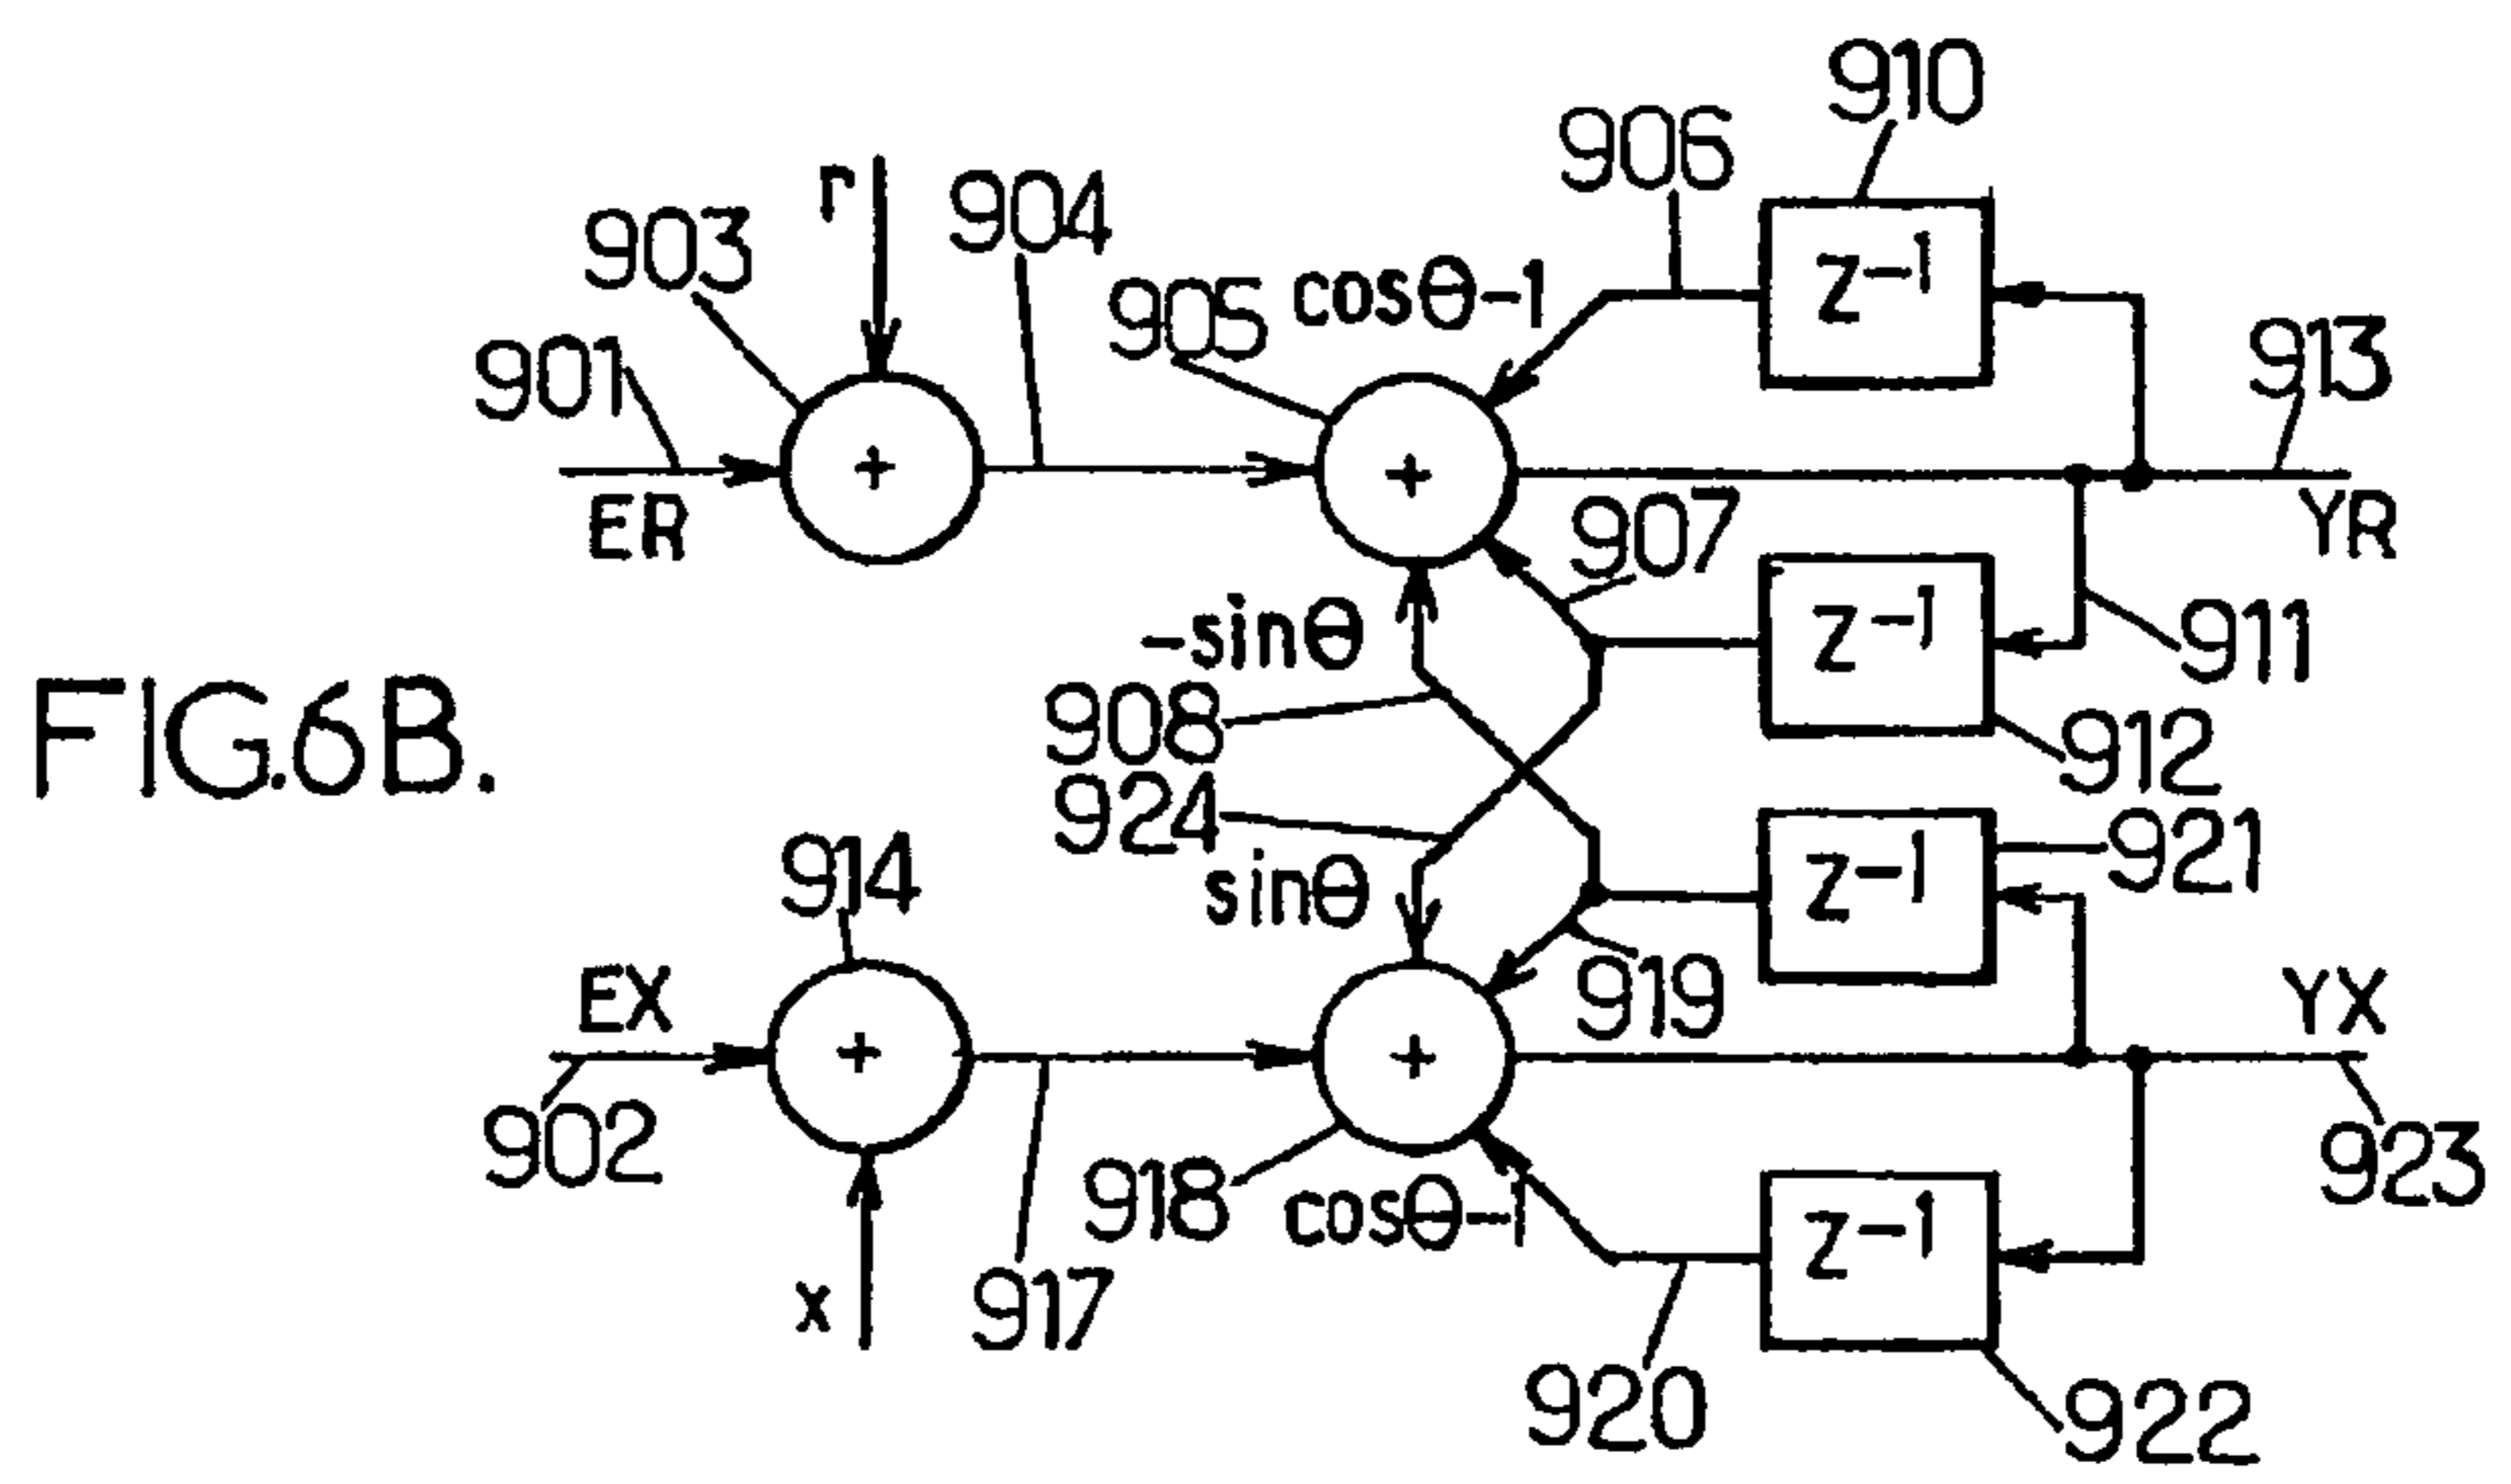 910
906
r
904
903
z⁻¹
cosθ-1
905
913
901
+
+
ER
907
YR
z⁻¹
-sinθ
911
FIG.6B.
908
912
924
921
914
z⁻¹
sinθ
EX
919
YX
+
+
902
923
918
cosθ-1
z⁻¹
x
917
920
922